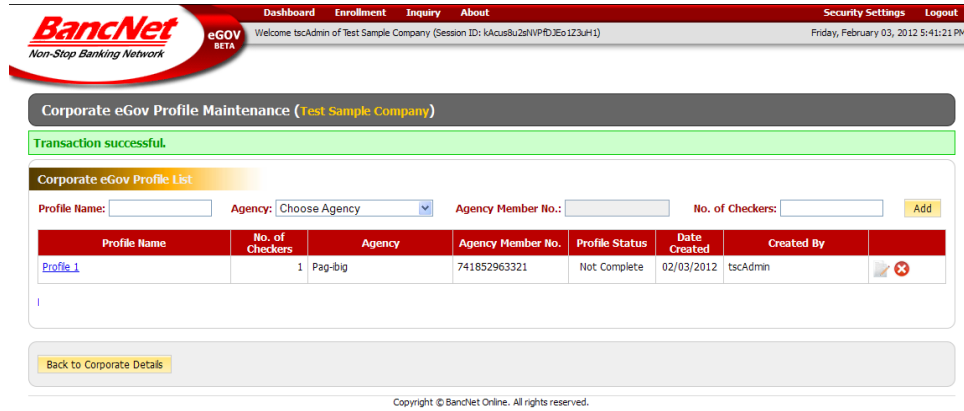 Dashboard Enrollment Inquiry About Security Settings Logout
BancNet
Non-Stop Banking Network
eGOV
BETA
Welcome tscAdmin of Test Sample Company (Session ID: kAcus8u2sNVPfDJEo1Z3uH1) Friday, February 03, 2012 5:41:21 PM
Corporate eGov Profile Maintenance (Test Sample Company)
Transaction successful.
Corporate eGov Profile List
Profile Name: Agency: Choose Agency Agency Member No.: No. of Checkers: Add
Profile Name No. of Checkers Agency Agency Member No. Profile Status Date Created Created By
Profile 1 1 Pag-ibig 741852963321 Not Complete 02/03/2012 tscAdmin
|
Back to Corporate Details
Copyright © BancNet Online. All rights reserved.